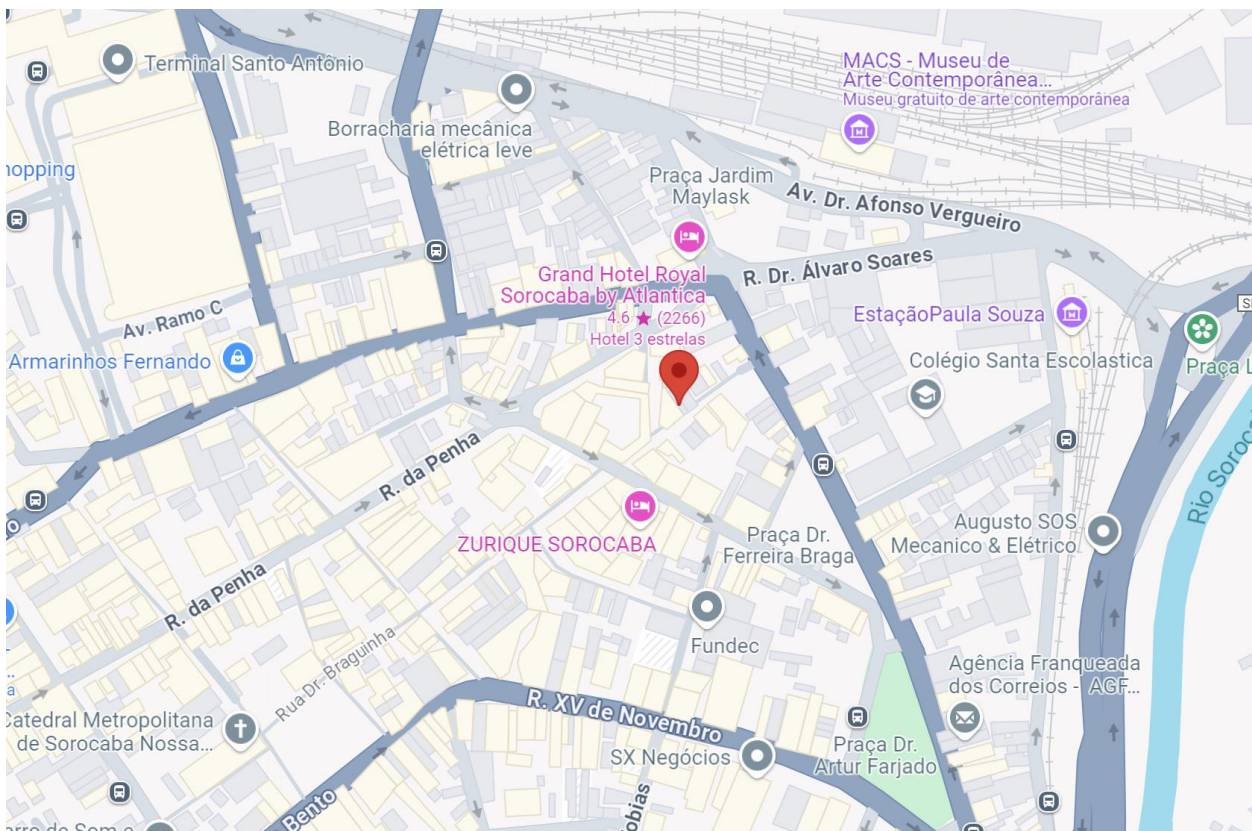 Terminal Santo Antônio
MACS - Museu de
Arte Contemporânea...
Museu gratuito de arte contemporânea
Borracharia mecânica
elétrica leve
hopping
Praça Jardim
Maylask
Av. Dr. Afonso Vergueiro
R. Dr. Álvaro Soares
Grand Hotel Royal
Sorocaba by Atlantica
4.6 ★ (2266)
Hotel 3 estrelas
Av. Ramo C
EstaçãoPaula Souza
Armarinhos Fernando
Colégio Santa Escolastica
Praça L
R. da Penha
Rio Soroca
ZURIQUE SOROCABA
Praça Dr.
Ferreira Braga
Augusto SOS
Mecanico & Elétrico
R. da Penha
Fundec
Rua Dr. Braguinha
Agência Franqueada
dos Correios - AGF...
R. XV de Novembro
Catedral Metropolitana
de Sorocaba Nossa...
SX Negócios
Praça Dr.
Artur Farjado
Bento
obias